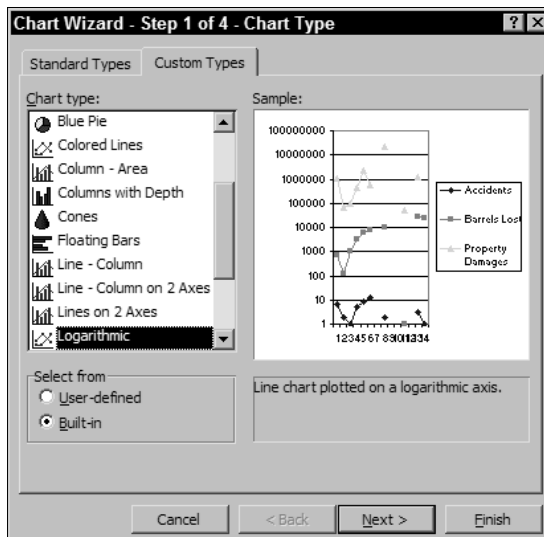 Chart Wizard - Step 1 of 4 - Chart Type
Standard Types
Custom Types
Chart type:
Blue Pie
Colored Lines
Column - Area
Columns with Depth
Cones
Floating Bars
Line - Column
Line - Column on 2 Axes
Lines on 2 Axes
Logarithmic
Sample:
100000000
10000000
1000000
100000
10000
1000
100
10
1
Accidents
Barrels Lost
Property
Damages
Select from
User-defined
Built-in
Line chart plotted on a logarithmic axis.
Cancel
< Back
Next >
Finish